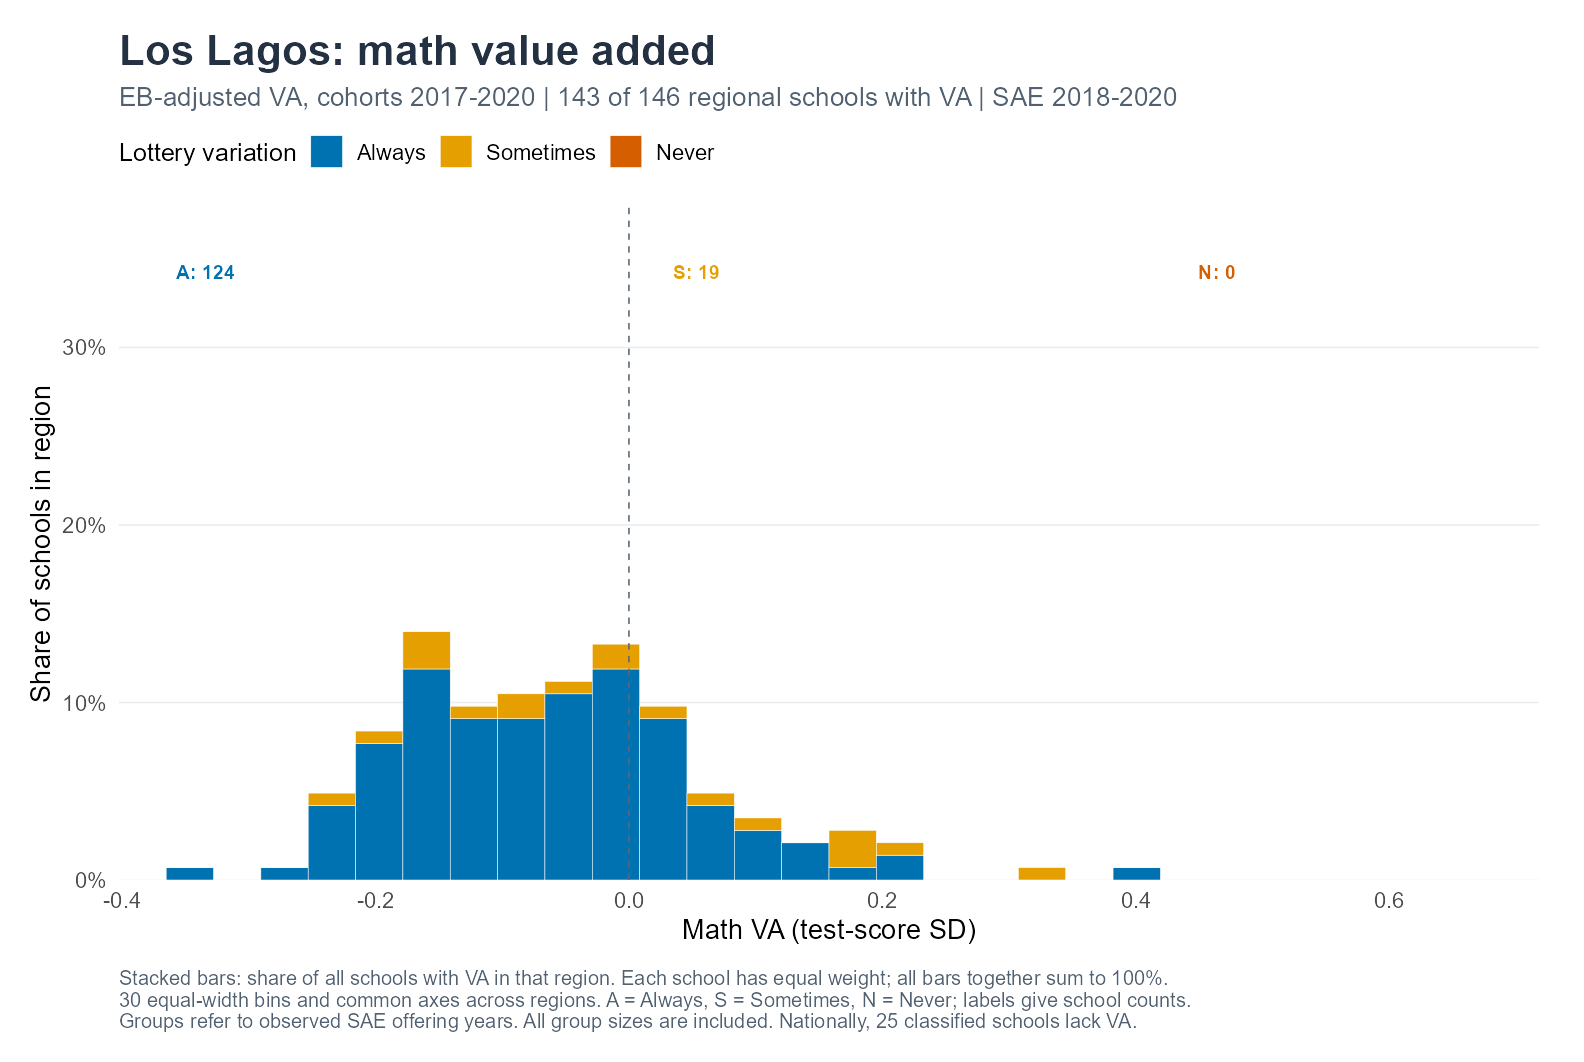 Los Lagos: math value added
EB-adjusted VA, cohorts 2017-2020 | 143 of 146 regional schools with VA | SAE 2018-2020
Lottery variation Always Sometimes Never
A: 124 S: 19 N: 0
30%
20%
10%
0%
Share of schools in region
-0.4 -0.2 0.0 0.2 0.4 0.6
Math VA (test-score SD)
Stacked bars: share of all schools with VA in that region. Each school has equal weight; all bars together sum to 100%.
30 equal-width bins and common axes across regions. A = Always, S = Sometimes, N = Never; labels give school counts.
Groups refer to observed SAE offering years. All group sizes are included. Nationally, 25 classified schools lack VA.